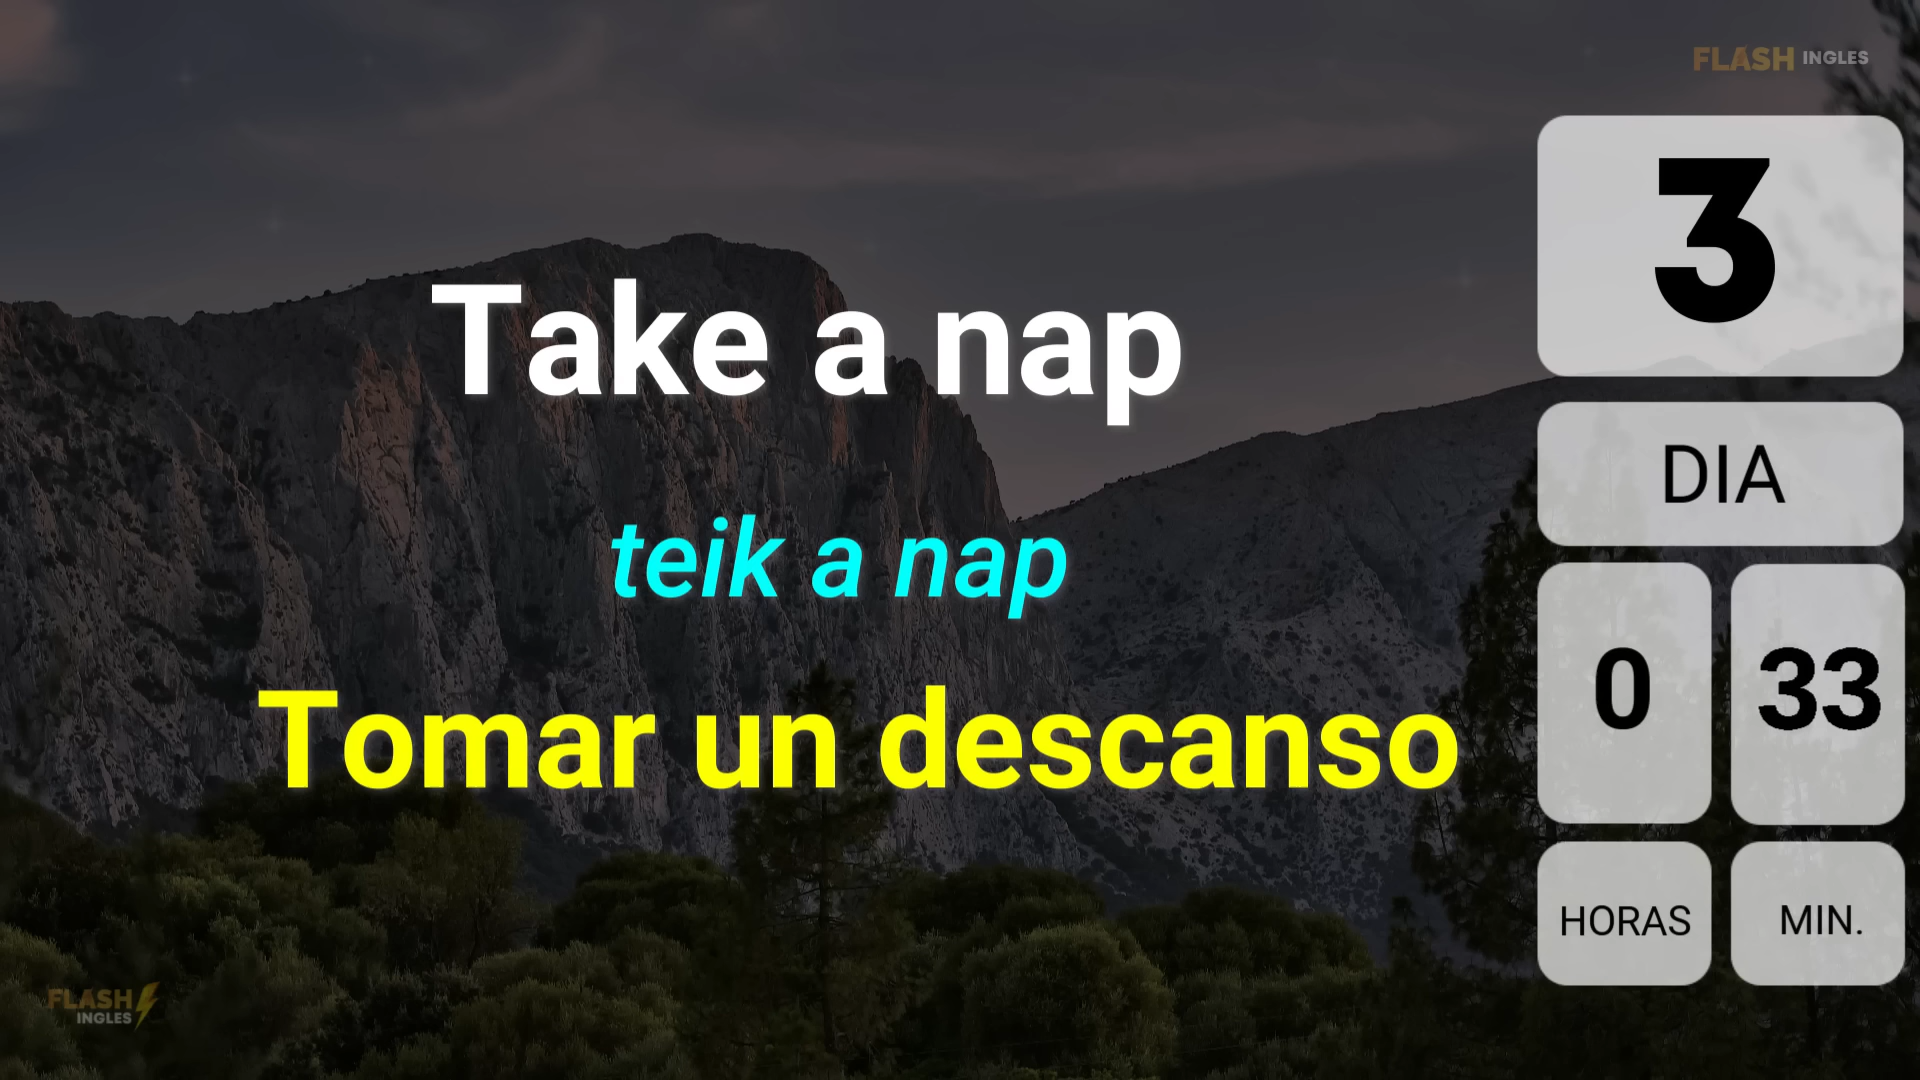 FLASH INGLES
3
DIA
Take a nap
teik a nap
Tomar un descanso
0 33
HORAS MIN.
FLASH
INGLES